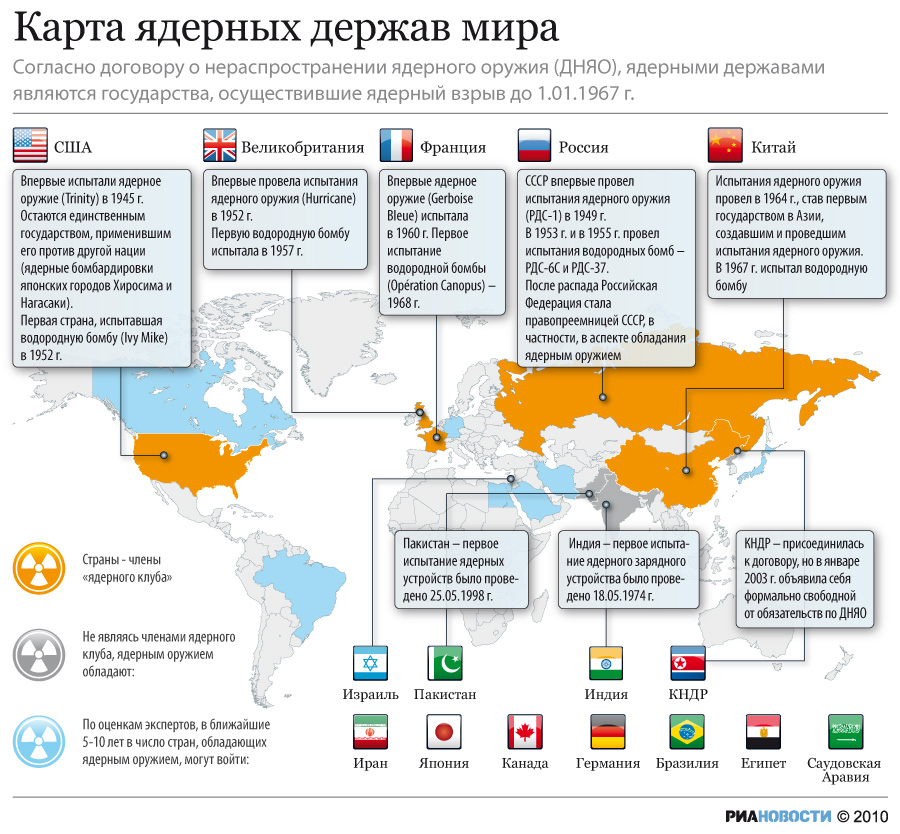 Карта ядерных держав мира
Согласно договору о нераспространении ядерного оружия (ДНЯО), ядерными державами
являются государства, осуществившие ядерный взрыв до 1.01.1967 г.
США
Впервые испытали ядерное
оружие (Trinity) в 1945 г.
Остаются единственным
государством, применившим
его против другой нации
(ядерные бомбардировки
японских городов Хиросима и
Нагасаки).
Первая страна, испытавшая
водородную бомбу (Ivy Mike)
в 1952 г.
Великобритания
Впервые провела испытания
ядерного оружия (Hurricane)
в 1952 г.
Первую водородную бомбу
испытала в 1957 г.
Франция
Впервые ядерное
оружие (Gerboise
Bleue) испытала
в 1960 г. Первое
испытание
водородной бомбы
(Opération Canopus) –
1968 г.
Россия
СССР впервые провел
испытания ядерного оружия
(РДС-1) в 1949 г.
В 1953 г. и в 1955 г. провел
испытания водородных бомб –
РДС-6С и РДС-37.
После распада Российская
Федерация стала
правопреемницей СССР, в
частности, в аспекте обладания
ядерным оружием
Китай
Испытания ядерного оружия
провел в 1964 г., став первым
государством в Азии,
создавшим и проведшим
испытания ядерного оружия.
В 1967 г. испытал водородную
бомбу
Пакистан – первое
испытание ядерных
устройств было прове-
дено 25.05.1998 г.
Индия – первое испыта-
ние ядерного зарядного
устройства было прове-
дено 18.05.1974 г.
КНДР – присоединилась
к договору, но в январе
2003 г. объявила себя
формально свободной
от обязательств по ДНЯО
Страны - члены
«ядерного клуба»
Не являясь членами ядерного
клуба, ядерным оружием
обладают:
Израиль
Пакистан
Индия
КНДР
По оценкам экспертов, в ближайшие
5-10 лет в число стран, обладающих
ядерным оружием, могут войти:
Иран
Япония
Канада
Германия
Бразилия
Египет
Саудовская
Аравия
РИАНОВОСТИ © 2010